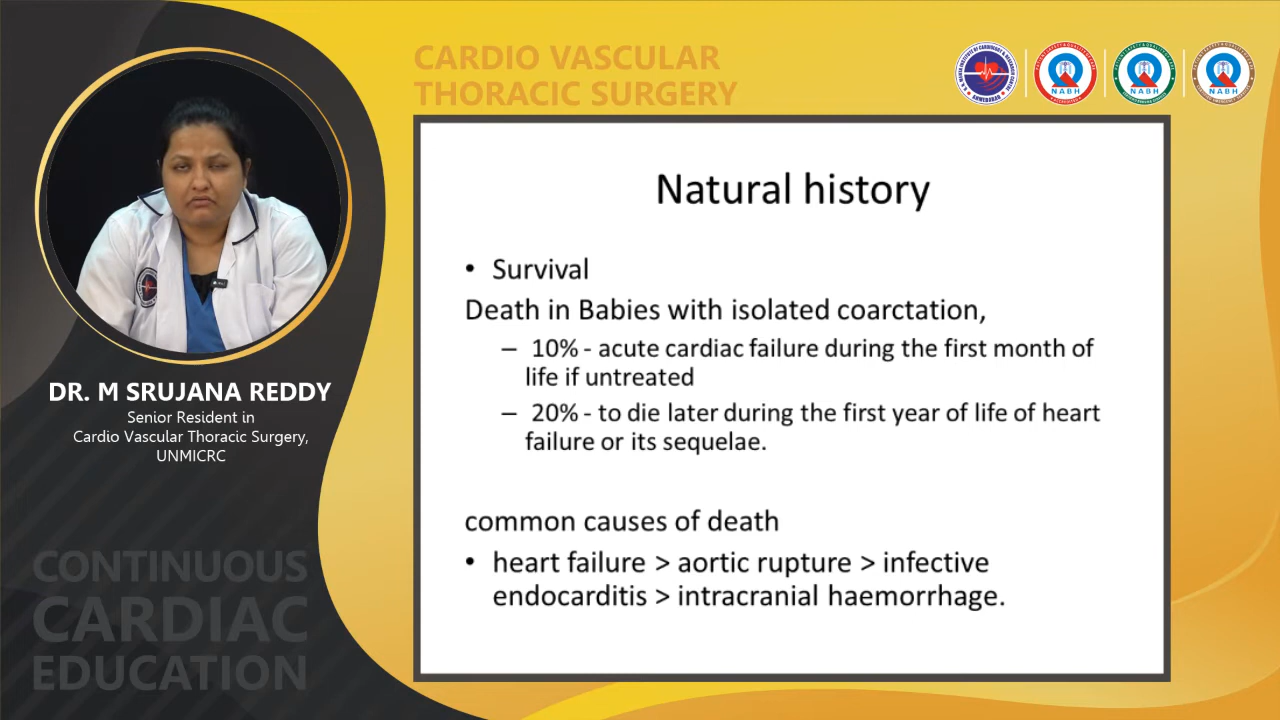 CARDIO VASCULAR
THORACIC SURGERY
NABH
NABH
NABH
Natural history
• Survival
Death in Babies with isolated coarctation,
– 10% - acute cardiac failure during the first month of
life if untreated
– 20% - to die later during the first year of life of heart
failure or its sequelae.
common causes of death
• heart failure > aortic rupture > infective
endocarditis > intracranial haemorrhage.
DR. M SRUJANA REDDY
Senior Resident in
Cardio Vascular Thoracic Surgery,
UNMICRC
CONTINUOUS
CARDIAC
EDUCATION